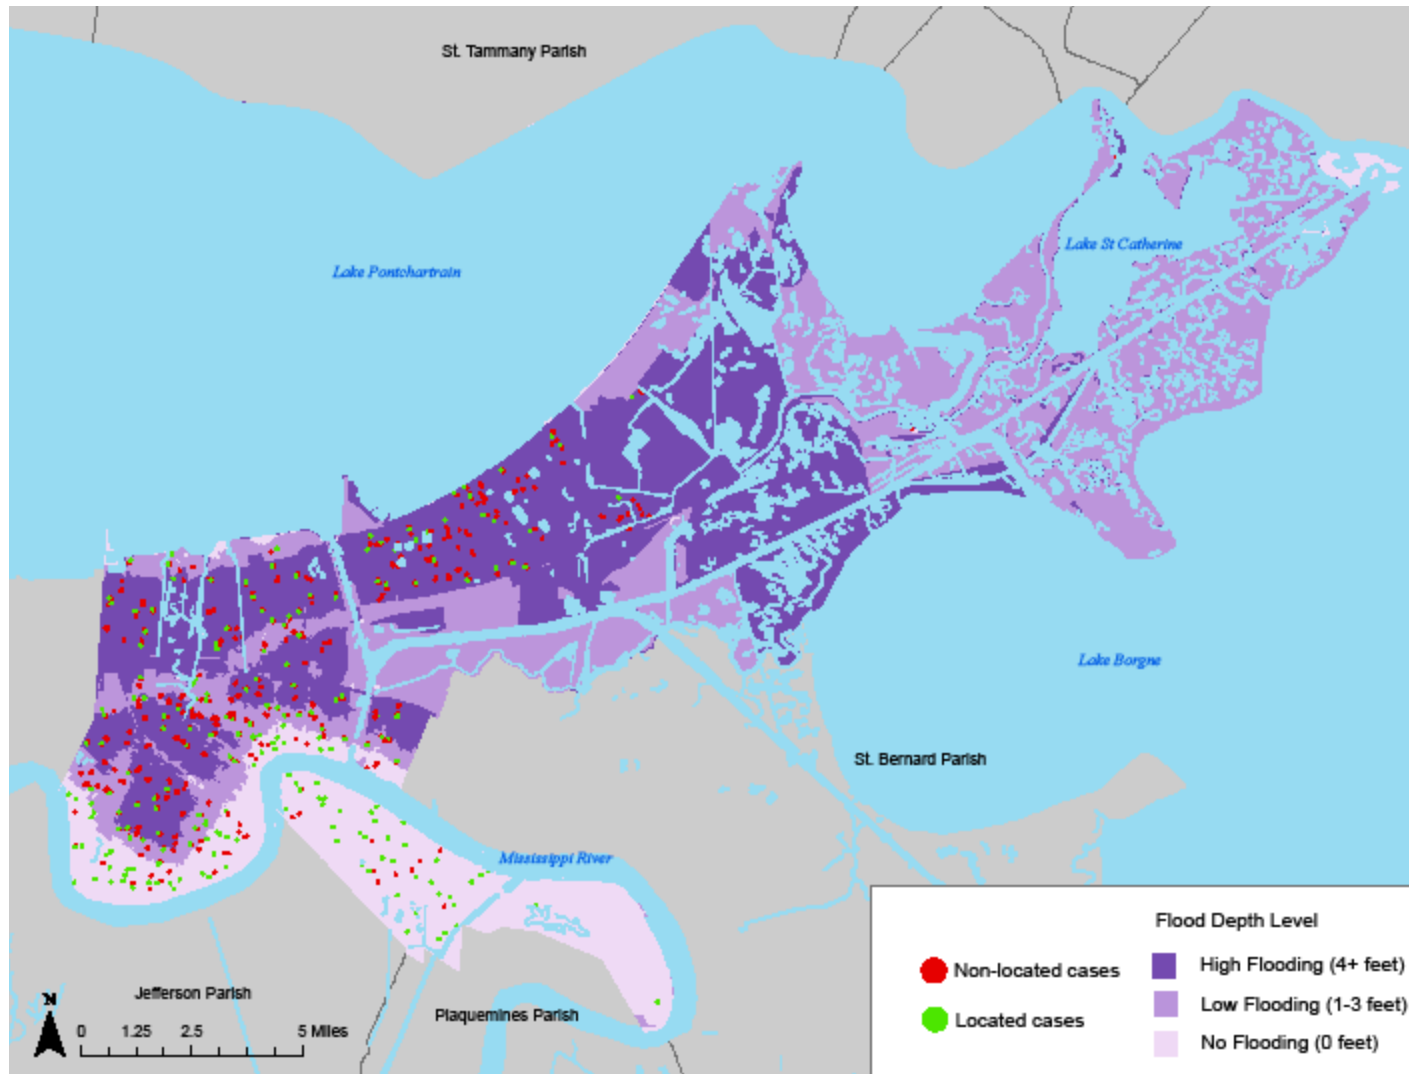 St. Tammany Parish
Lake Pontchartrain
Lake St Catherine
Lake Borgne
St. Bernard Parish
Mississippi River
Jefferson Parish
Plaquemines Parish
N
0 1.25 2.5 5 Miles
Flood Depth Level
Non-located cases
Located cases
High Flooding (4+ feet)
Low Flooding (1-3 feet)
No Flooding (0 feet)